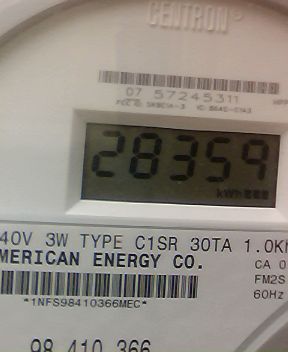 CENTRON®
07 57245311
28359
kWh
40V 3W TYPE C1SR 30TA 1.0K
MERICAN ENERGY CO.
CA 0
FM2S
60Hz
*1NFS98410366MEC*
98 410 366